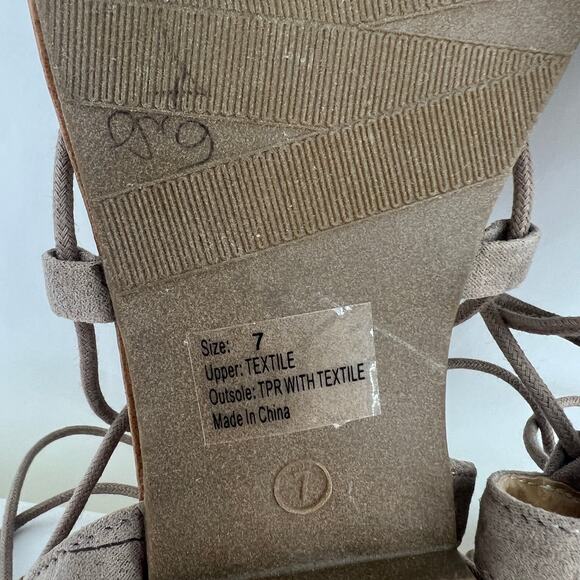 Size: 7
Upper: TEXTILE
Outsole: TPR WITH TEXTILE
Made In China
7